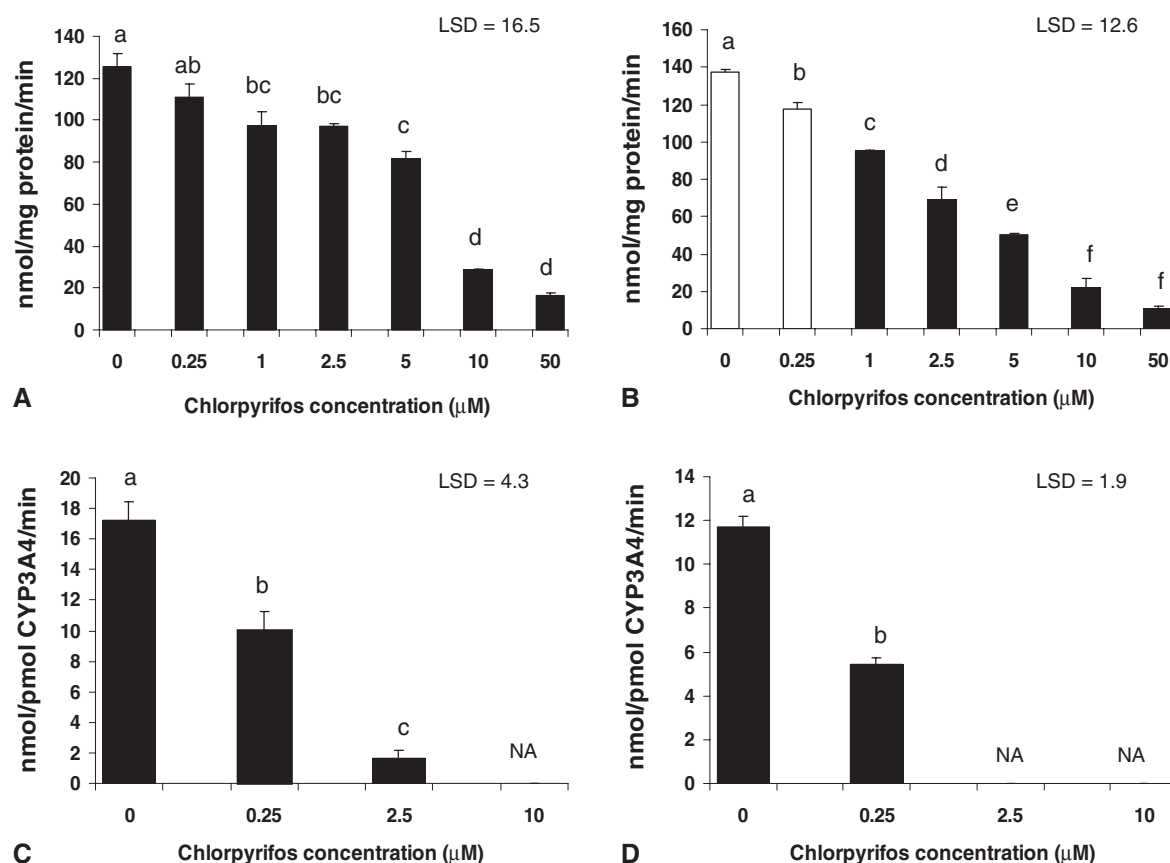 LSD = 16.5
140
120
100
80
60
40
20
0
a
ab
bc
bc
c
d
d
nmol/mg protein/min
0 0.25 1 2.5 5 10 50
A
Chlorpyrifos concentration (μM)
LSD = 12.6
160
140
120
100
80
60
40
20
0
a
b
c
d
e
f
f
nmol/mg protein/min
0 0.25 1 2.5 5 10 50
B
Chlorpyrifos concentration (μM)
LSD = 4.3
20
18
16
14
12
10
8
6
4
2
0
a
b
c
NA
nmol/pmol CYP3A4/min
0 0.25 2.5 10
C
Chlorpyrifos concentration (μM)
LSD = 1.9
14
12
10
8
6
4
2
0
a
b
NA
NA
nmol/pmol CYP3A4/min
0 0.25 2.5 10
D
Chlorpyrifos concentration (μM)